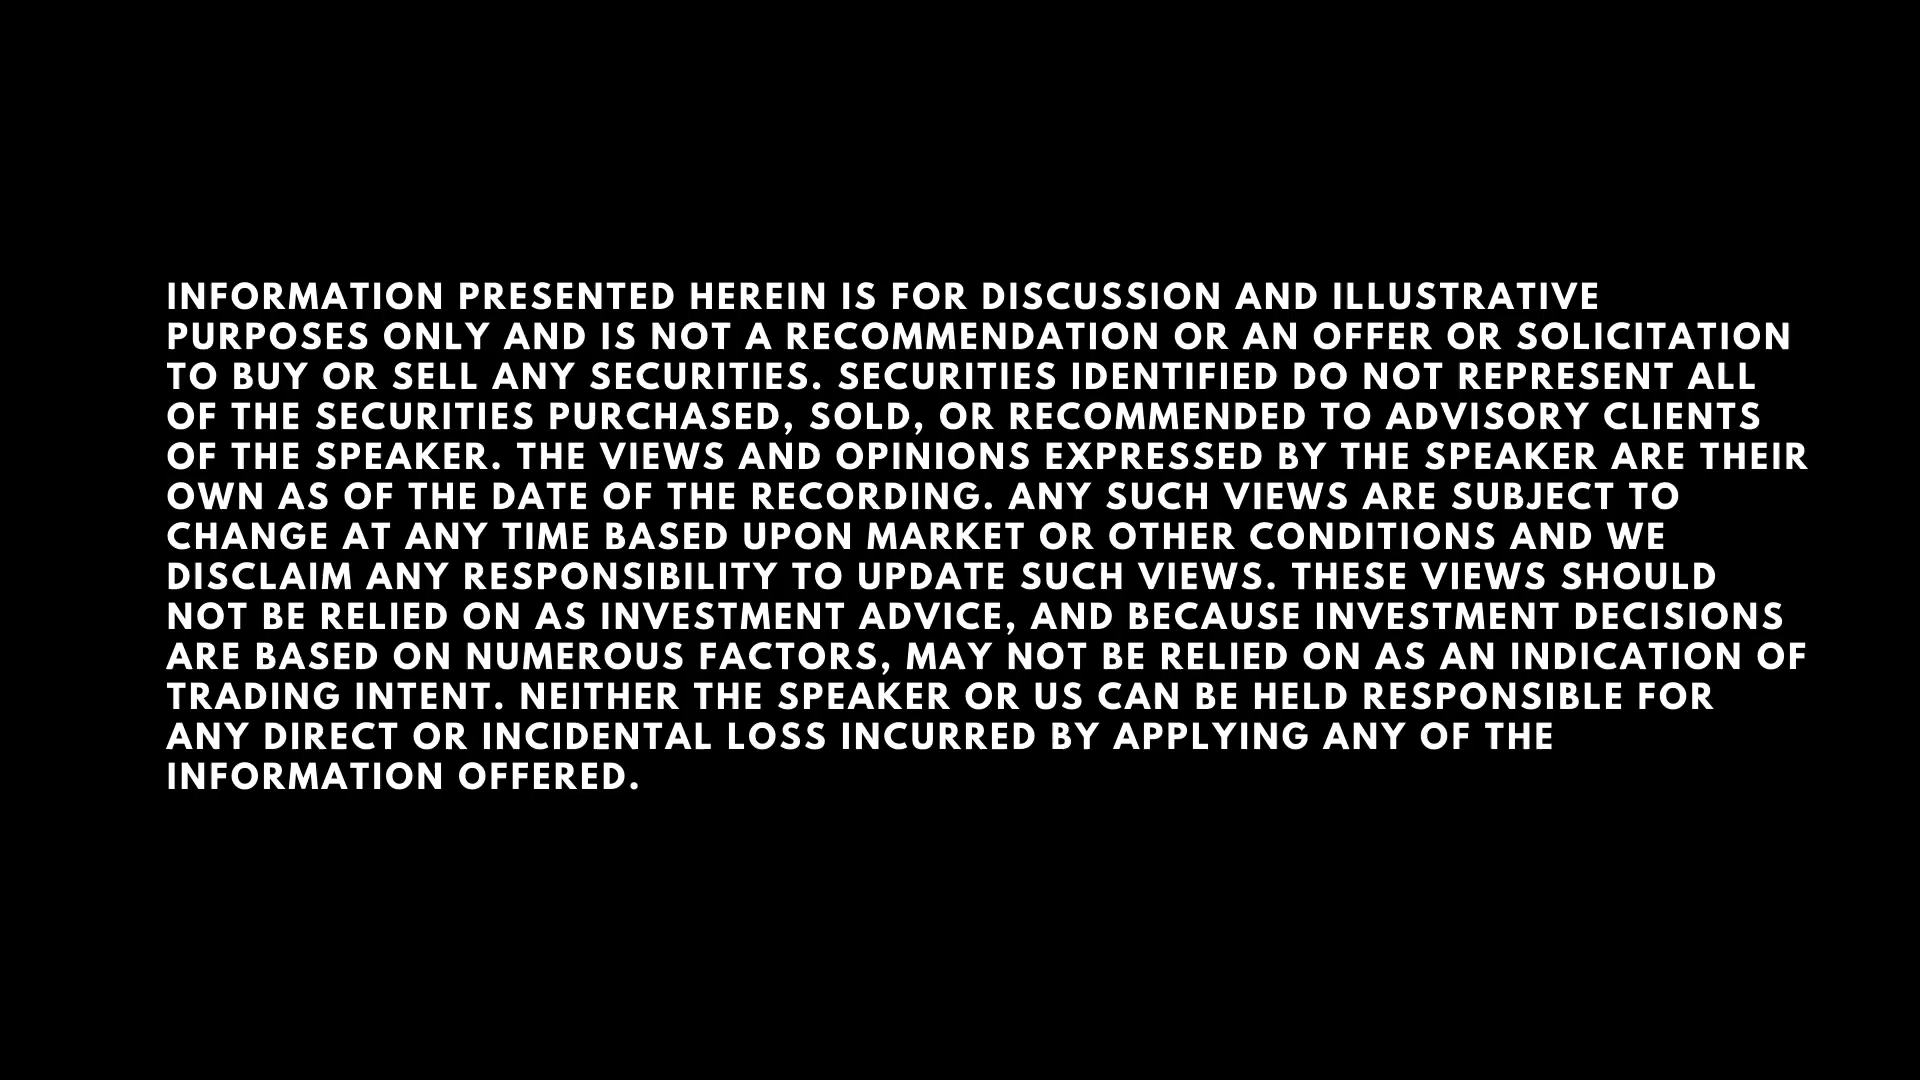 INFORMATION PRESENTED HEREIN IS FOR DISCUSSION AND ILLUSTRATIVE
PURPOSES ONLY AND IS NOT A RECOMMENDATION OR AN OFFER OR SOLICITATION
TO BUY OR SELL ANY SECURITIES. SECURITIES IDENTIFIED DO NOT REPRESENT ALL
OF THE SECURITIES PURCHASED, SOLD, OR RECOMMENDED TO ADVISORY CLIENTS
OF THE SPEAKER. THE VIEWS AND OPINIONS EXPRESSED BY THE SPEAKER ARE THEIR
OWN AS OF THE DATE OF THE RECORDING. ANY SUCH VIEWS ARE SUBJECT TO
CHANGE AT ANY TIME BASED UPON MARKET OR OTHER CONDITIONS AND WE
DISCLAIM ANY RESPONSIBILITY TO UPDATE SUCH VIEWS. THESE VIEWS SHOULD
NOT BE RELIED ON AS INVESTMENT ADVICE, AND BECAUSE INVESTMENT DECISIONS
ARE BASED ON NUMEROUS FACTORS, MAY NOT BE RELIED ON AS AN INDICATION OF
TRADING INTENT. NEITHER THE SPEAKER OR US CAN BE HELD RESPONSIBLE FOR
ANY DIRECT OR INCIDENTAL LOSS INCURRED BY APPLYING ANY OF THE
INFORMATION OFFERED.